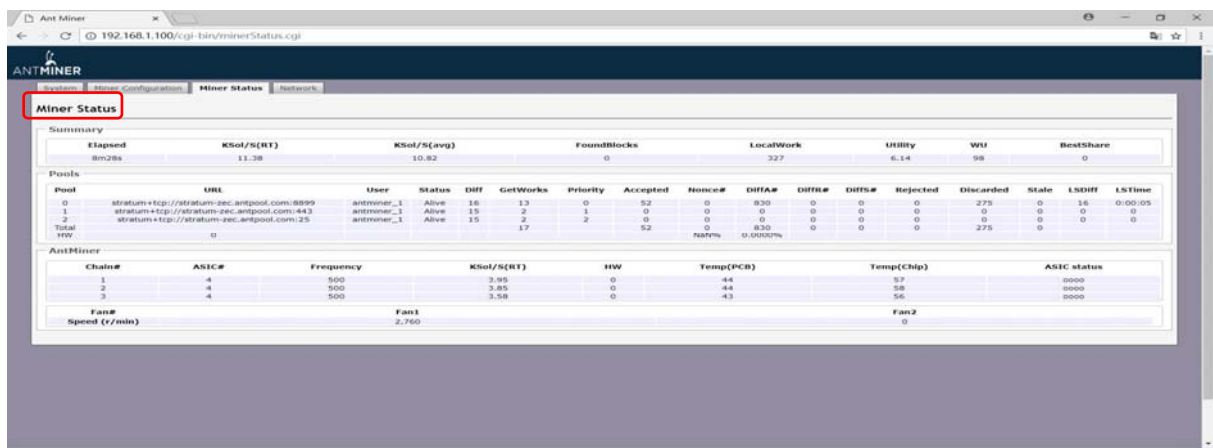 Ant Miner
192.168.1.100/cgi-bin/minerStatus.cgi
ANTMINER
System Miner Configuration Miner Status Network
Miner Status
Summary
Elapsed KSol/S(RT) KSol/S(avg) FoundBlocks LocalWork Utility WU BestShare
8m28s 11.38 10.82 0 327 6.14 98 0
Pools
Pool URL User Status Diff GetWorks Priority Accepted Nonce# DiffA# DiffR# DiffS# Rejected Discarded Stale LSDiff LSTime
0 stratum+tcp://stratum-zec.antpool.com:8899 antminer_1 Alive 16 13 0 52 0 830 0 0 0 275 0 16 0:00:05
1 stratum+tcp://stratum-zec.antpool.com:443 antminer_1 Alive 15 2 1 0 0 0 0 0 0 0 0 0 0
2 stratum+tcp://stratum-zec.antpool.com:25 antminer_1 Alive 15 2 2 0 0 0 0 0 0 0 0 0 0
Total 17 52 0 830 0 0 0 275 0
HW 0 NaN% 0.0000%
AntMiner
Chain# ASIC# Frequency KSol/S(RT) HW Temp(PCB) Temp(Chip) ASIC status
1 4 500 3.95 0 44 57 oooo
2 4 500 3.85 0 44 58 oooo
3 4 500 3.58 0 43 56 oooo
Fan# Fan1 Fan2
Speed (r/min) 2,760 0